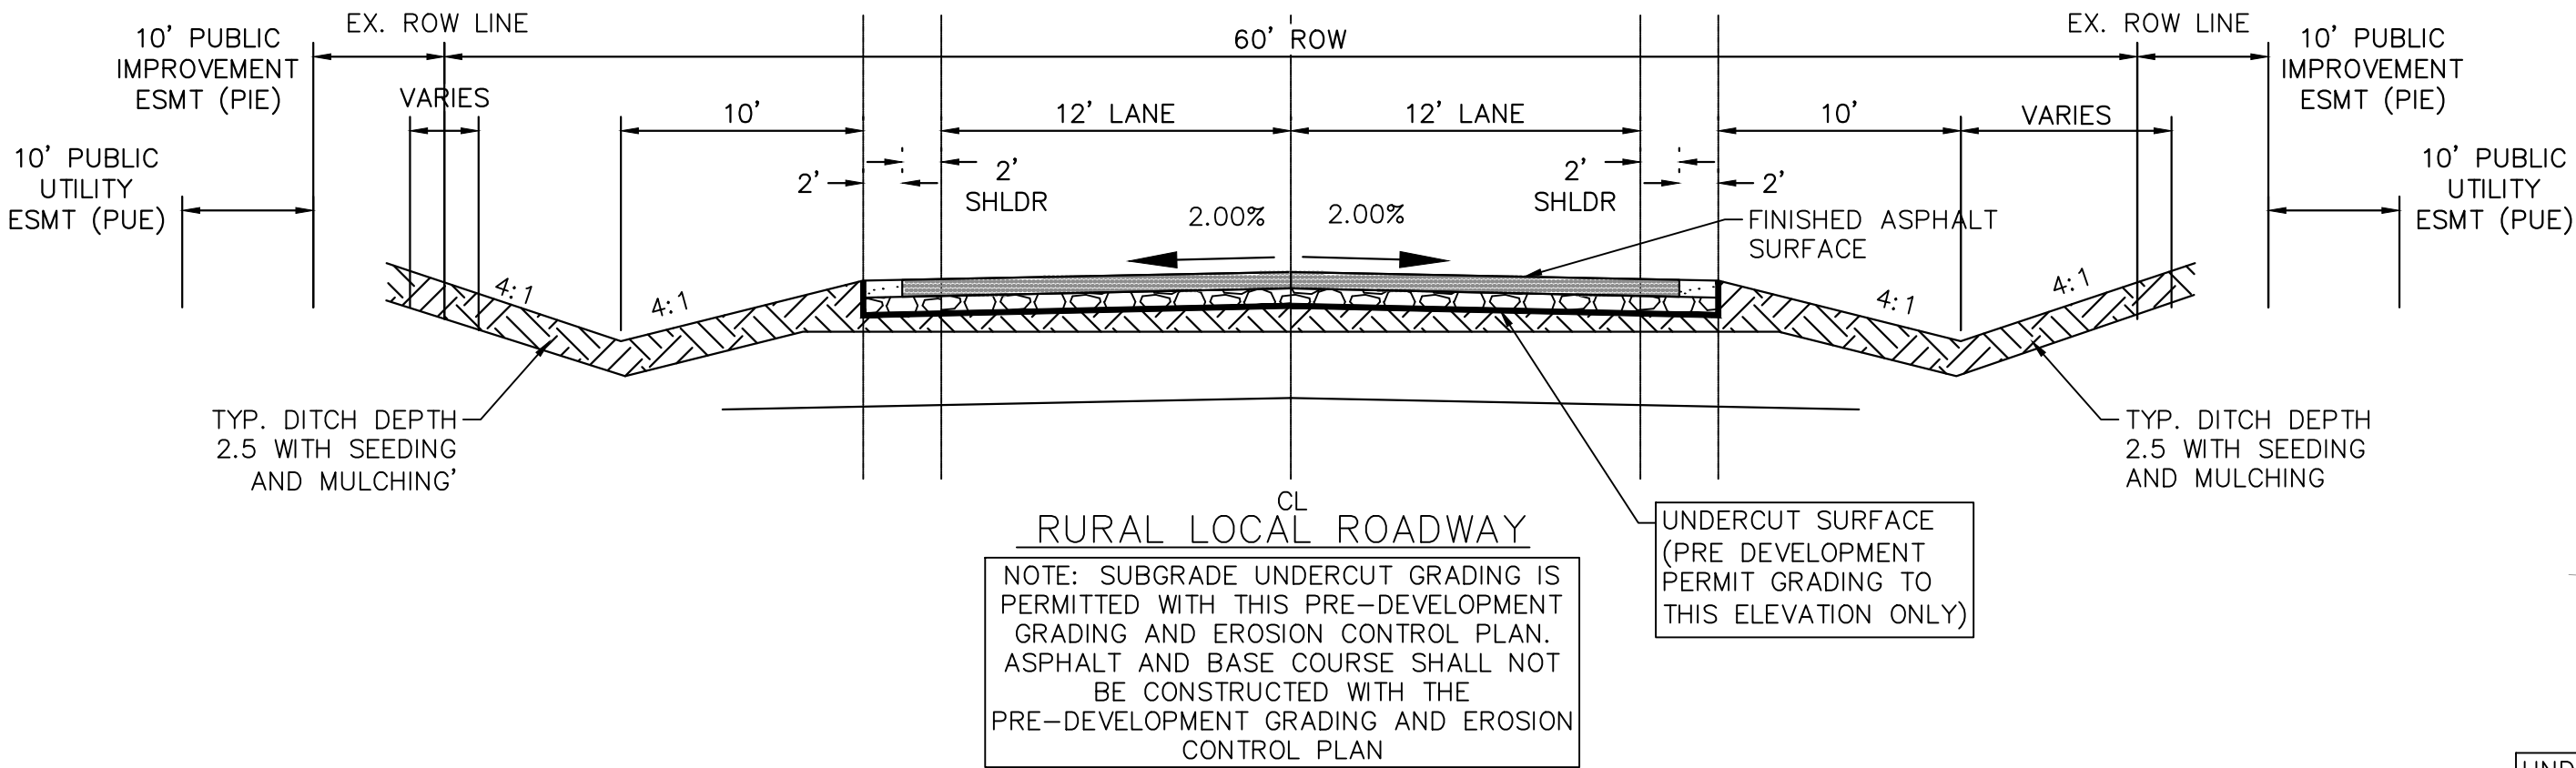 EX. ROW LINE
10' PUBLIC
IMPROVEMENT
ESMT (PIE)
60' ROW
EX. ROW LINE
10' PUBLIC
IMPROVEMENT
ESMT (PIE)
VARIES
10'
12' LANE
12' LANE
10'
VARIES
10' PUBLIC
UTILITY
ESMT (PUE)
2'
2'
SHLDR
2'
SHLDR
2'
10' PUBLIC
UTILITY
ESMT (PUE)
2.00%
2.00%
FINISHED ASPHALT
SURFACE
4:1
4:1
4:1
4:1
TYP. DITCH DEPTH
2.5 WITH SEEDING
AND MULCHING'
TYP. DITCH DEPTH
2.5 WITH SEEDING
AND MULCHING
CL
RURAL LOCAL ROADWAY
NOTE: SUBGRADE UNDERCUT GRADING IS
PERMITTED WITH THIS PRE-DEVELOPMENT
GRADING AND EROSION CONTROL PLAN.
ASPHALT AND BASE COURSE SHALL NOT
BE CONSTRUCTED WITH THE
PRE-DEVELOPMENT GRADING AND EROSION
CONTROL PLAN
UNDERCUT SURFACE
(PRE DEVELOPMENT
PERMIT GRADING TO
THIS ELEVATION ONLY)